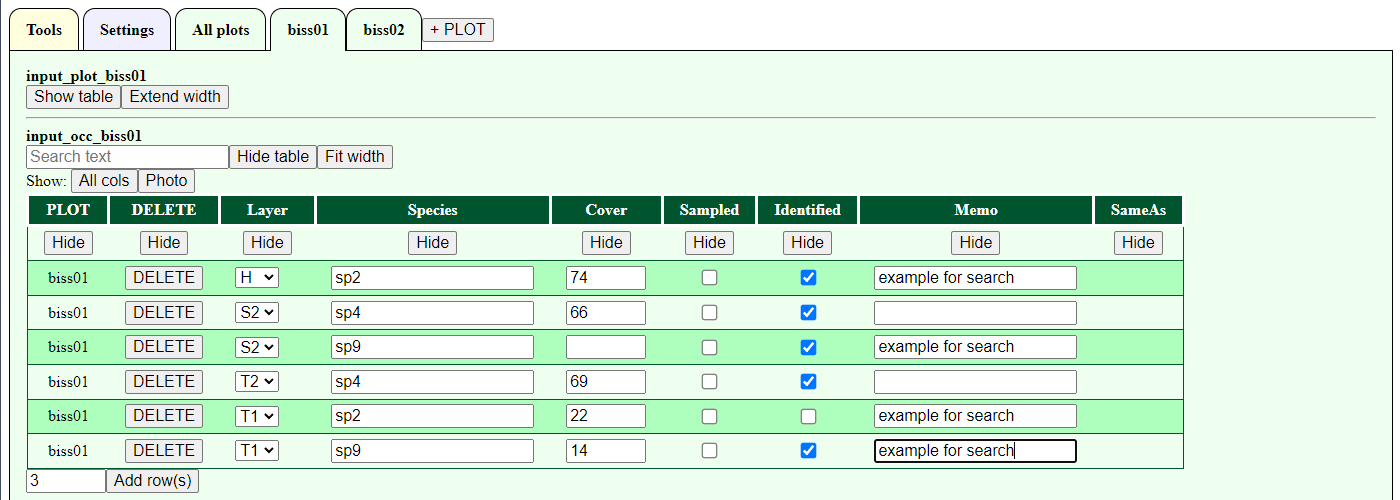 Tools Settings All plots biss01 biss02 + PLOT
input_plot_biss01
Show table Extend width
input_occ_biss01
Search text Hide table Fit width
Show: All cols Photo
PLOT DELETE Layer Species Cover Sampled Identified Memo SameAs
Hide Hide Hide Hide Hide Hide Hide Hide Hide
biss01 DELETE H sp2 74 example for search
biss01 DELETE S2 sp4 66
biss01 DELETE S2 sp9 example for search
biss01 DELETE T2 sp4 69
biss01 DELETE T1 sp2 22 example for search
biss01 DELETE T1 sp9 14 example for search
3 Add row(s)